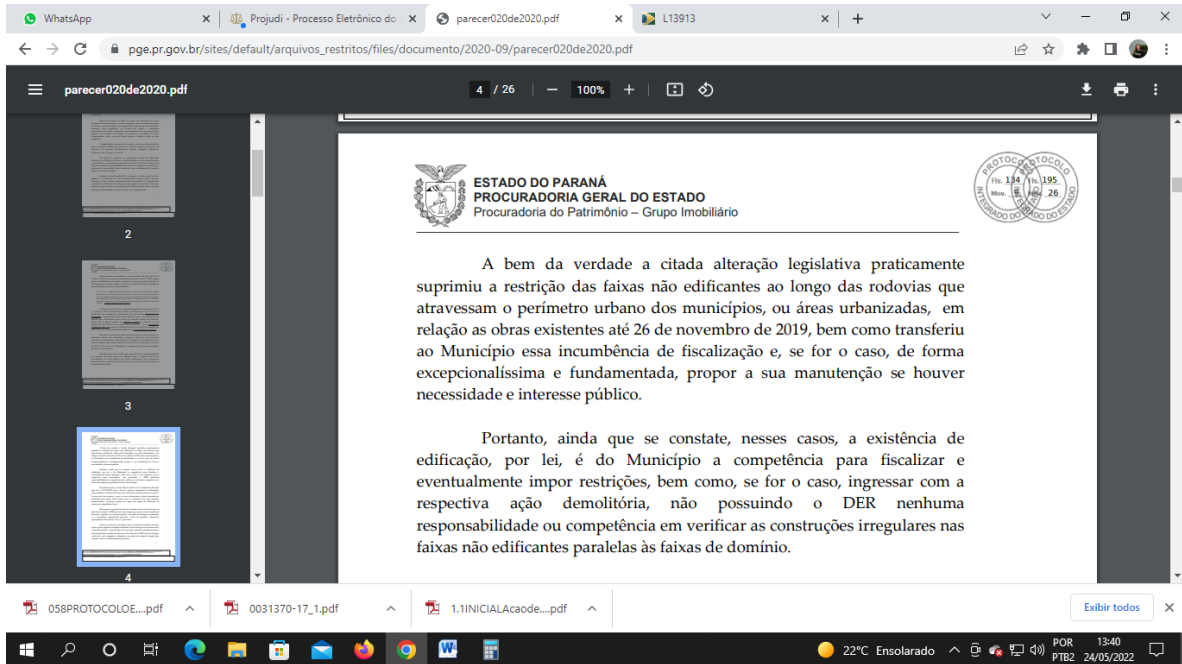 WhatsApp
Projudi - Processo Eletrônico do
parecer020de2020.pdf
L13913
pge.pr.gov.br/sites/default/arquivos_restritos/files/documento/2020-09/parecer020de2020.pdf
parecer020de2020.pdf
4 / 26
100%
2
3
4
ESTADO DO PARANÁ
PROCURADORIA GERAL DO ESTADO
Procuradoria do Patrimônio – Grupo Imobiliário
PROTOCOLO
Fls. 134
Fls. 195
Mov.
26
INTEGRADO DO
DO ESTADO
A bem da verdade a citada alteração legislativa praticamente
suprimiu a restrição das faixas não edificantes ao longo das rodovias que
atravessam o perímetro urbano dos municípios, ou áreas urbanizadas, em
relação as obras existentes até 26 de novembro de 2019, bem como transferiu
ao Município essa incumbência de fiscalização e, se for o caso, de forma
excepcionalíssima e fundamentada, propor a sua manutenção se houver
necessidade e interesse público.
Portanto, ainda que se constate, nesses casos, a existência de
edificação, por lei, é do Município a competência para fiscalizar e
eventualmente impor restrições, bem como, se for o caso, ingressar com a
respectiva ação demolitória, não possuindo o DER nenhuma
responsabilidade ou competência em verificar as construções irregulares nas
faixas não edificantes paralelas às faixas de domínio.
058PROTOCOLOE....pdf
0031370-17_1.pdf
1.1INICIALAcaode....pdf
Exibir todos
22°C Ensolarado
POR
PTB2
13:40
24/05/2022